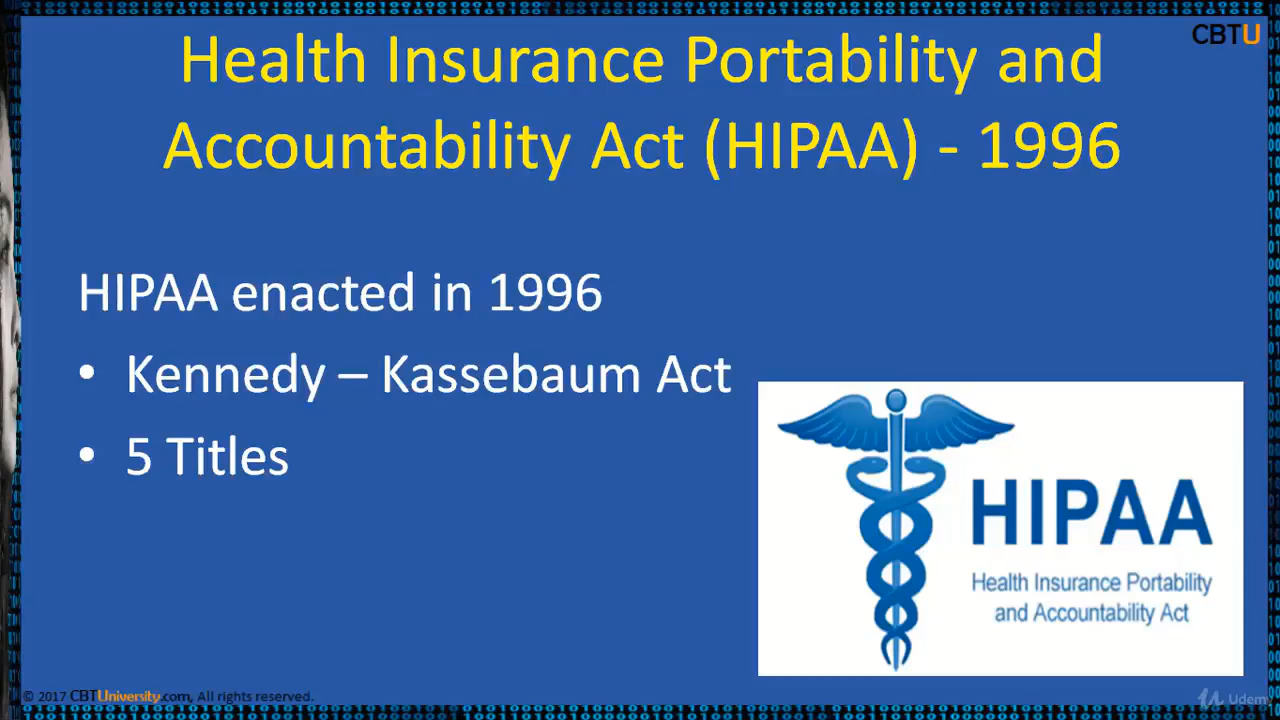 CBTU
Health Insurance Portability and
Accountability Act (HIPAA) - 1996
HIPAA enacted in 1996
• Kennedy – Kassebaum Act
• 5 Titles
HIPAA
Health Insurance Portability
and Accountability Act
© 2017 CBTUniversity.com, All rights reserved.
Udemy